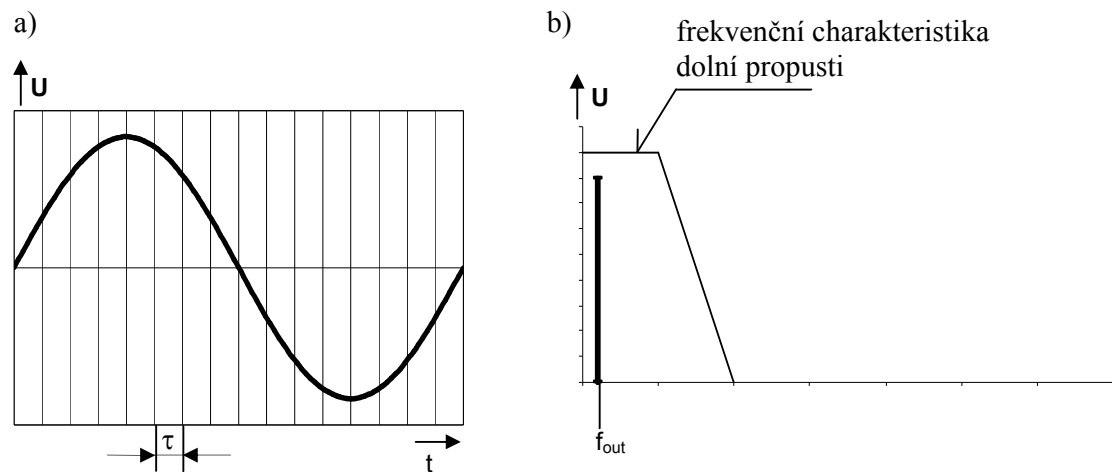 a)
U
τ
t
b)
frekvenční charakteristika
dolní propusti
U
f_out